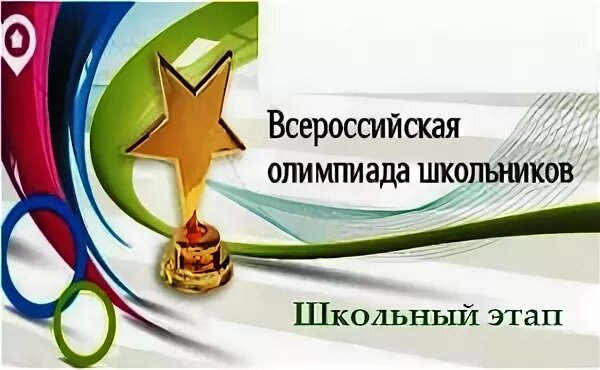 Всероссийская
олимпиада школьников
Школьный этап